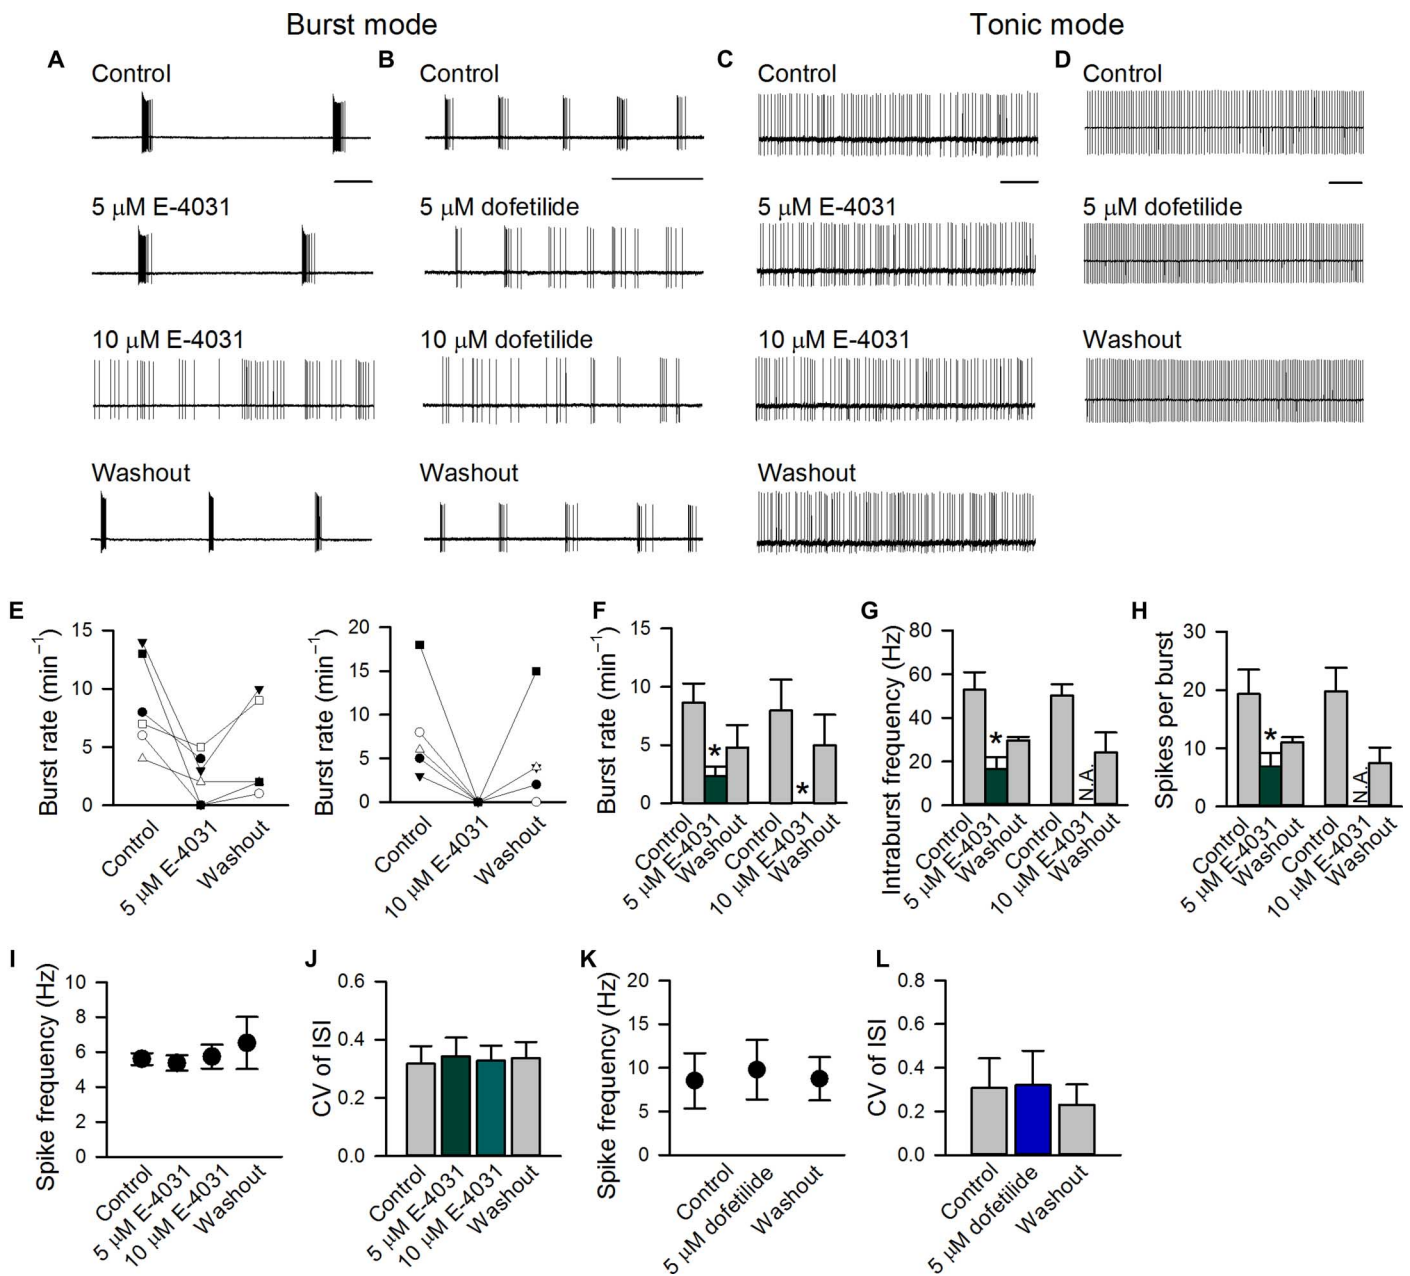 Burst mode
Tonic mode
A
B
C
D
Control
Control
Control
Control
5 μM E-4031
5 μM dofetilide
5 μM E-4031
5 μM dofetilide
10 μM E-4031
10 μM dofetilide
10 μM E-4031
Washout
Washout
Washout
Washout
E
Burst rate (min⁻¹)
15
10
5
0
Control
5 μM E-4031
Washout
Burst rate (min⁻¹)
20
15
10
5
0
Control
10 μM E-4031
Washout
F
Burst rate (min⁻¹)
15
10
5
0
*
*
Control
5 μM E-4031
Washout
Control
10 μM E-4031
Washout
G
Intraburst frequency (Hz)
80
60
40
20
0
*
N.A.
Control
5 μM E-4031
Washout
Control
10 μM E-4031
Washout
H
Spikes per burst
30
20
10
0
*
N.A.
Control
5 μM E-4031
Washout
Control
10 μM E-4031
Washout
I
Spike frequency (Hz)
10
8
6
4
2
0
Control
5 μM E-4031
10 μM E-4031
Washout
J
CV of ISI
0.6
0.4
0.2
0.0
Control
5 μM E-4031
10 μM E-4031
Washout
K
Spike frequency (Hz)
20
15
10
5
0
Control
5 μM dofetilide
Washout
L
CV of ISI
0.8
0.6
0.4
0.2
0.0
Control
5 μM dofetilide
Washout